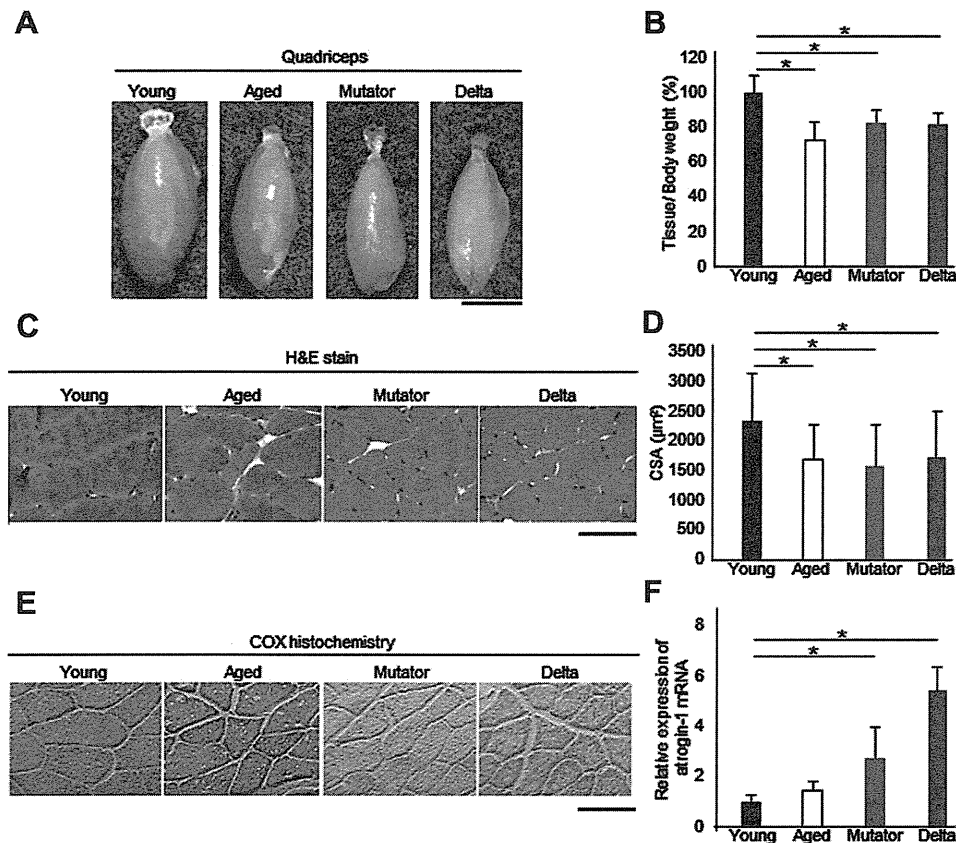 A
Quadriceps
Young Aged Mutator Delta
B
Tissue/ Body weight (%)
120
100
80
60
40
20
0
* * *
Young Aged Mutator Delta
C
H&E stain
Young Aged Mutator Delta
D
CSA (µm²)
3500
3000
2500
2000
1500
1000
500
0
* * *
Young Aged Mutator Delta
E
COX histochemistry
Young Aged Mutator Delta
F
Relative expression of
atrogin-1 mRNA
8
6
4
2
0
* *
Young Aged Mutator Delta